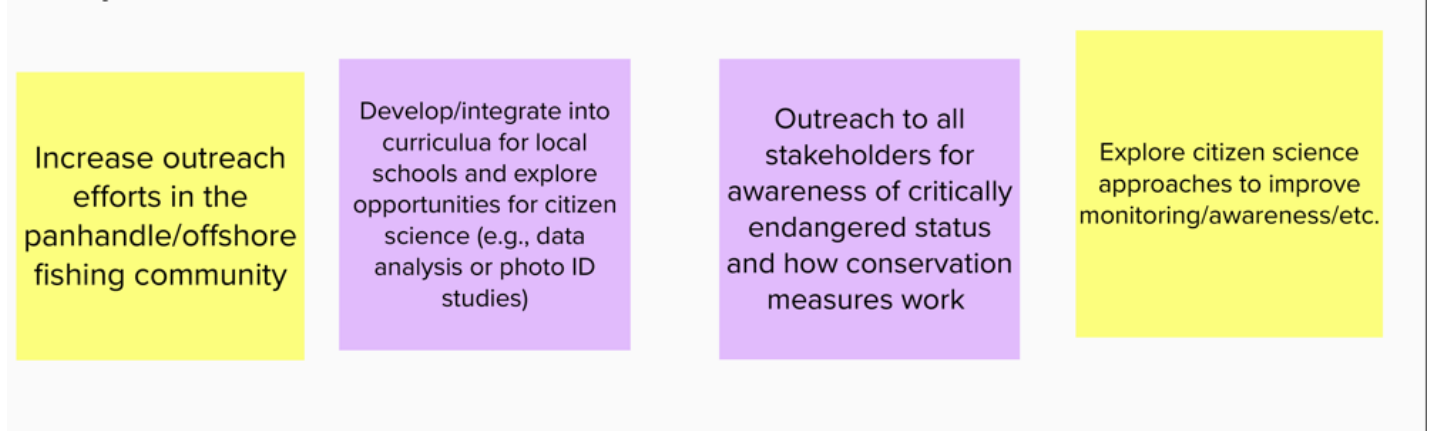 Increase outreach
efforts in the
panhandle/offshore
fishing community
Develop/integrate into
curriculua for local
schools and explore
opportunities for citizen
science (e.g., data
analysis or photo ID
studies)
Outreach to all
stakeholders for
awareness of critically
endangered status
and how conservation
measures work
Explore citizen science
approaches to improve
monitoring/awareness/etc.